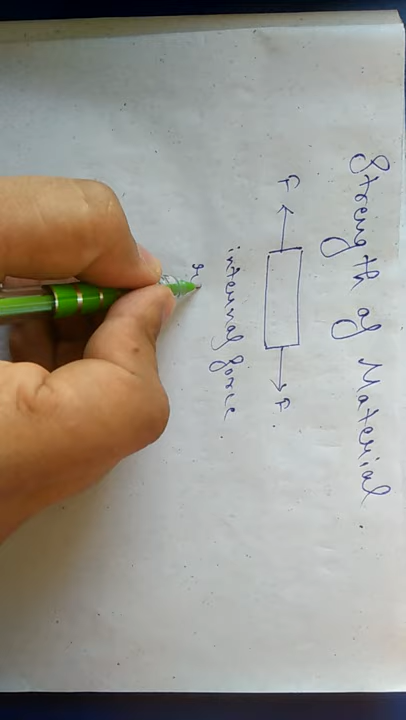 Strength of Material
F F
internal force